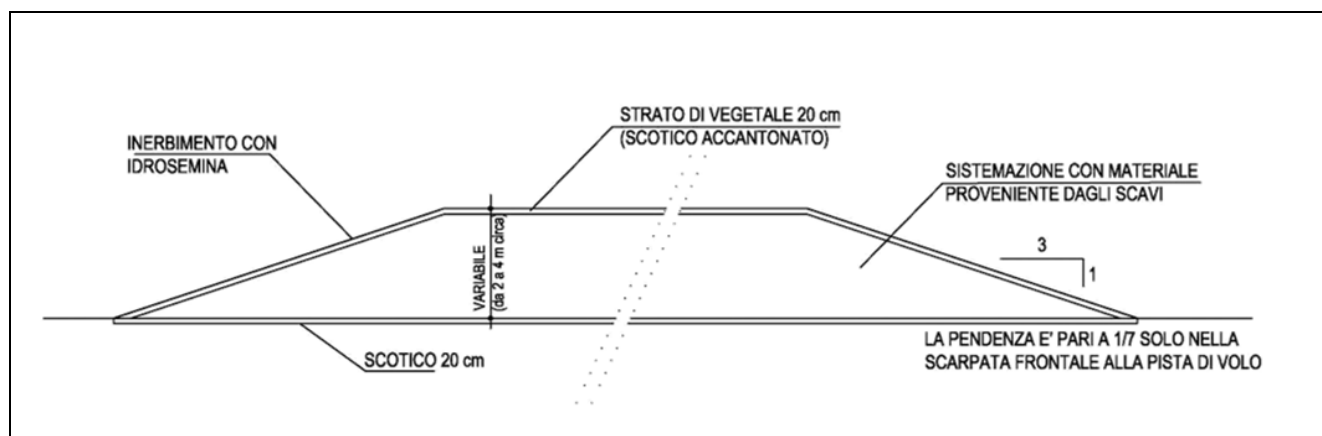 STRATO DI VEGETALE 20 cm
(SCOTICO ACCANTONATO)
INERBIMENTO CON
IDROSEMINA
SISTEMAZIONE CON MATERIALE
PROVENIENTE DAGLI SCAVI
VARIABILE
(da 2 a 4 m circa)
3
1
SCOTICO 20 cm
LA PENDENZA E' PARI A 1/7 SOLO NELLA
SCARPATA FRONTALE ALLA PISTA DI VOLO